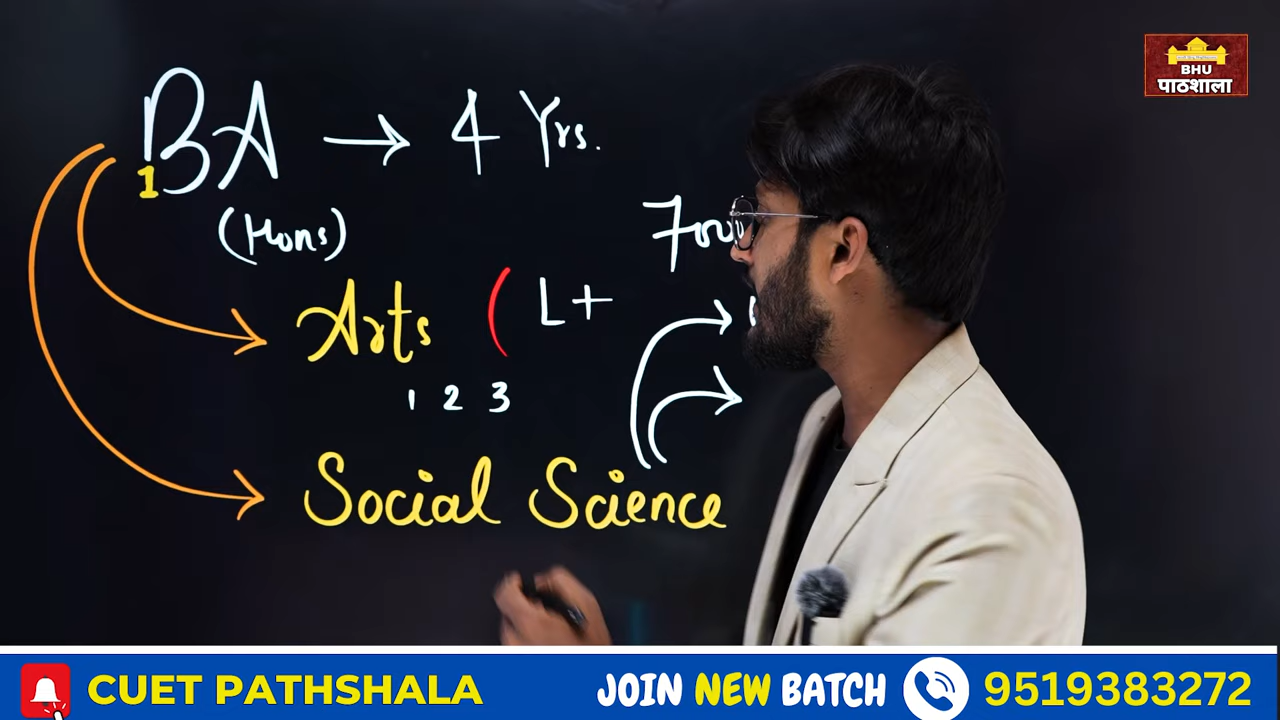 BHU
पाठशाला
BA → 4 Yrs.
1
(Hons)
Arts ( L+
1 2 3
Social Science
CUET PATHSHALA
JOIN NEW BATCH
9519383272